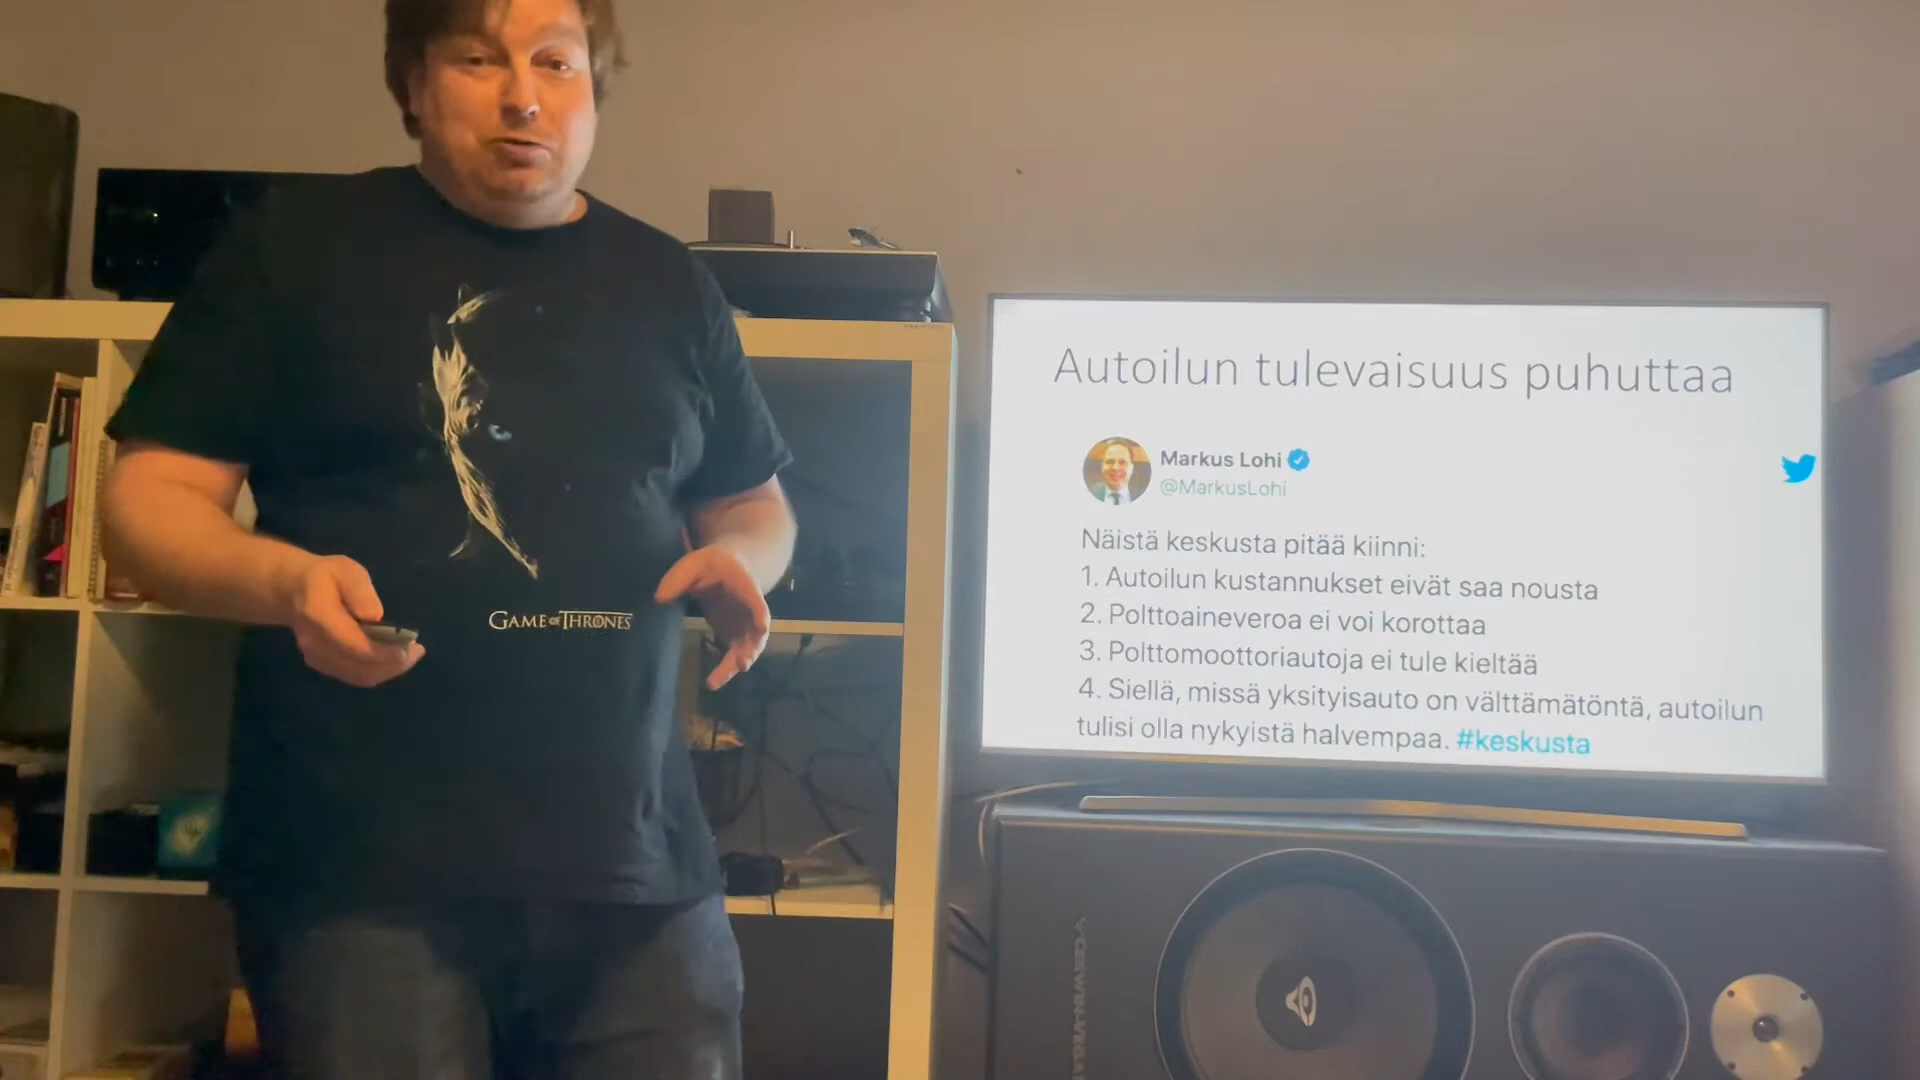 GAME OF THRONES
Autoilun tulevaisuus puhuttaa
Markus Lohi
@MarkusLohi
Näistä keskusta pitää kiinni:
1. Autoilun kustannukset eivät saa nousta
2. Polttoaineveroa ei voi korottaa
3. Polttomoottoriautoja ei tule kieltää
4. Siellä, missä yksityisauto on välttämätöntä, autoilun
tulisi olla nykyistä halvempaa. #keskusta